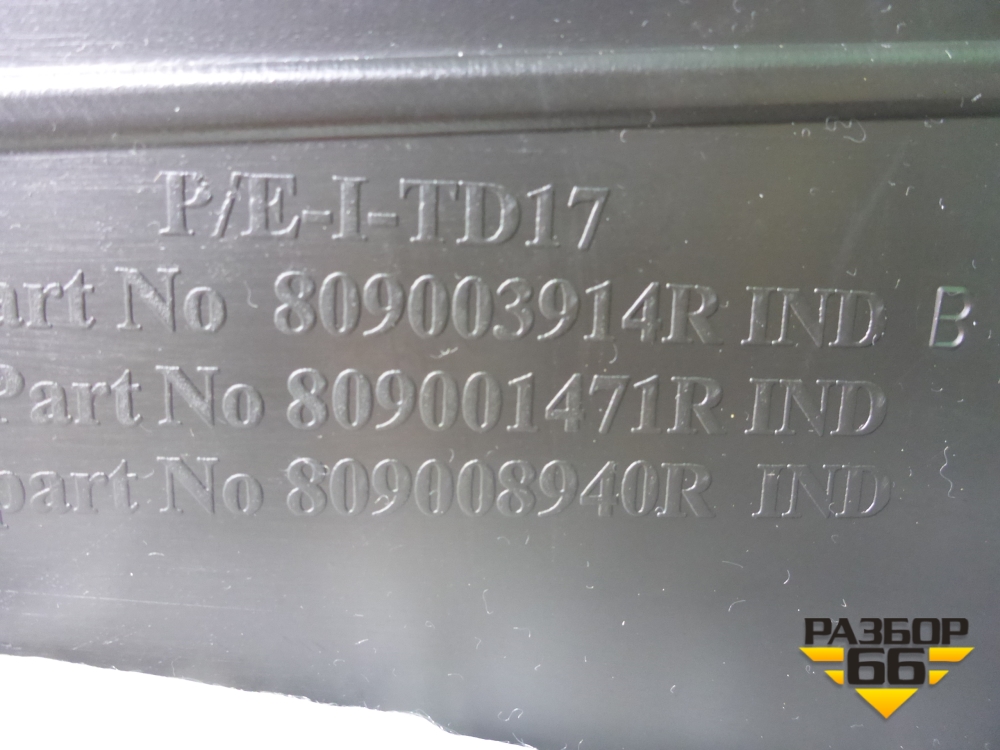 P/E-I-TD17
art No 809003914R IND B
Part No 809001471R IND
part No 809008940R IND
РАЗБОР
66